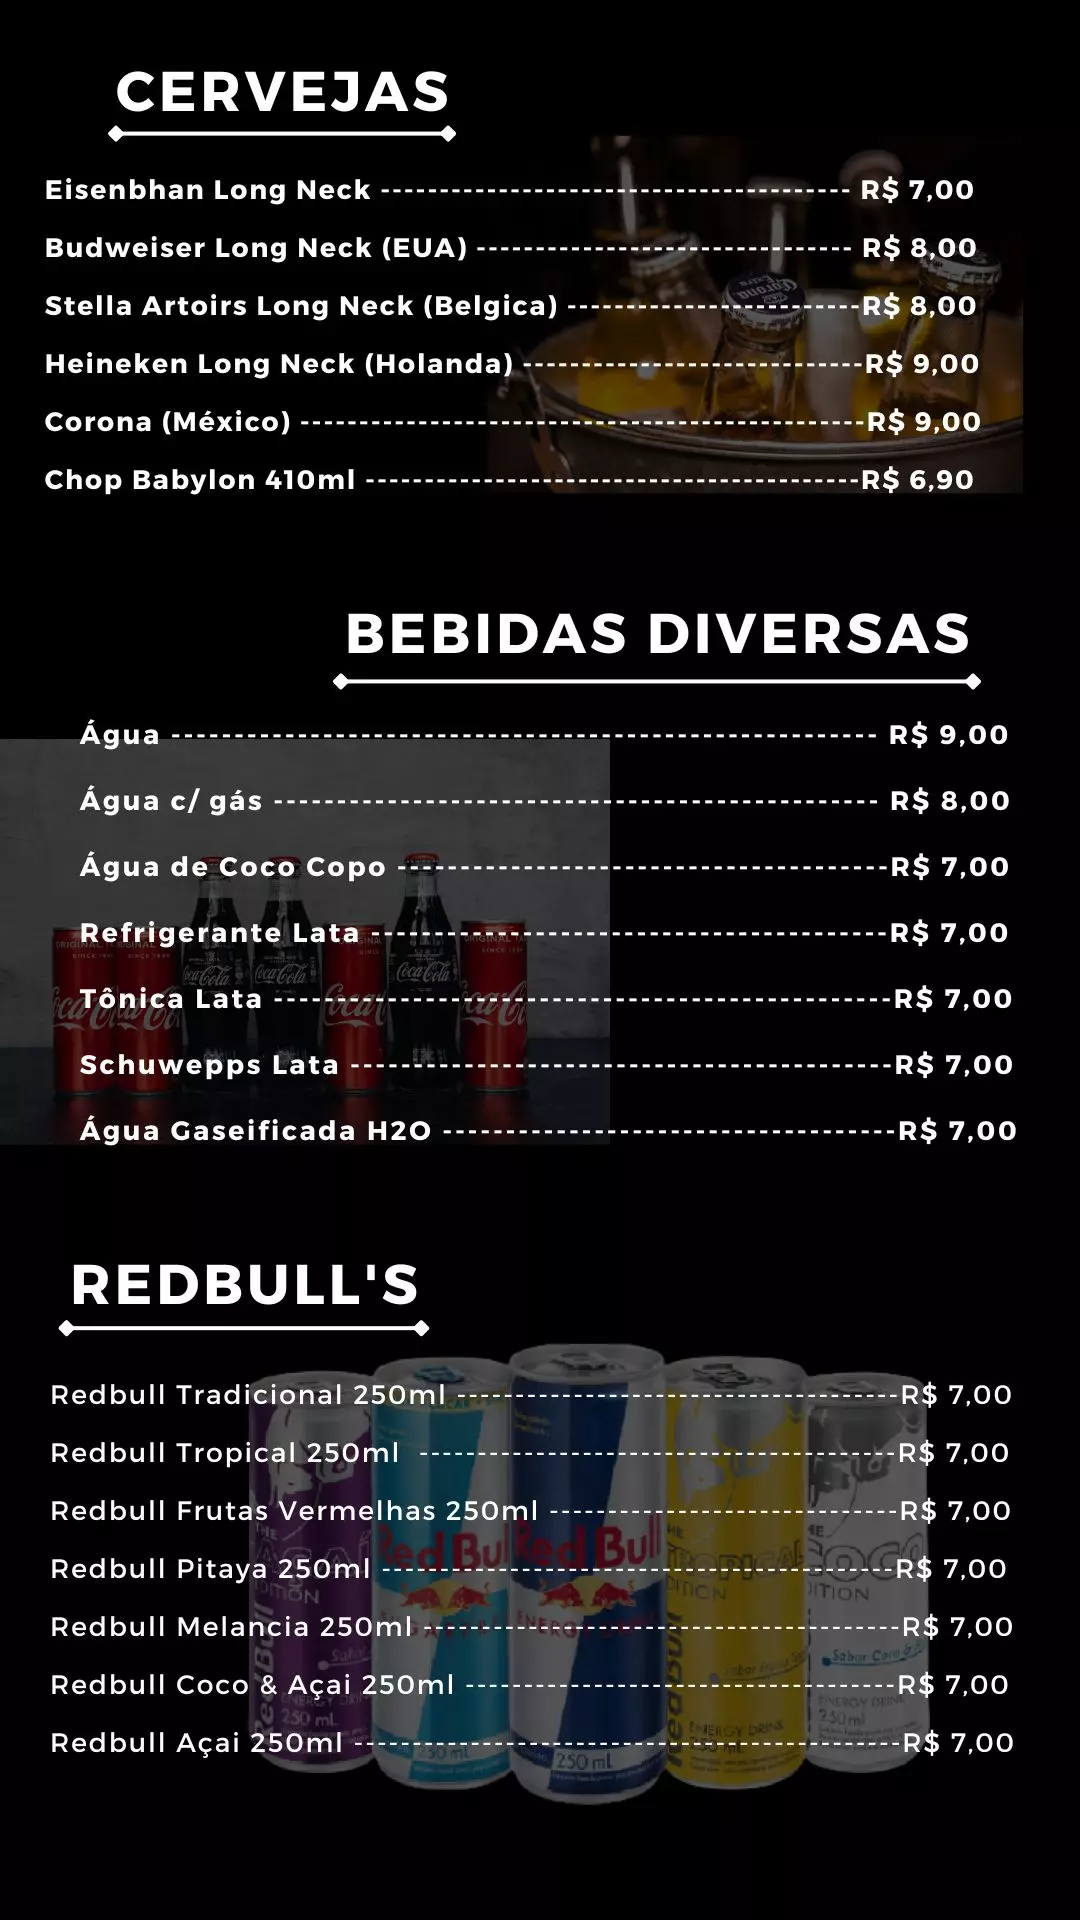 CERVEJAS
Eisenbhan Long Neck ---------------------------------------- R$ 7,00
Budweiser Long Neck (EUA) -------------------------------- R$ 8,00
Stella Artoirs Long Neck (Belgica) -------------------------R$ 8,00
Heineken Long Neck (Holanda) -----------------------------R$ 9,00
Corona (México) ------------------------------------------------R$ 9,00
Chop Babylon 410ml ------------------------------------------R$ 6,90
BEBIDAS DIVERSAS
Água -------------------------------------------------------- R$ 9,00
Água c/ gás ------------------------------------------------ R$ 8,00
Água de Coco Copo ---------------------------------------R$ 7,00
Refrigerante Lata -----------------------------------------R$ 7,00
Tônica Lata -------------------------------------------------R$ 7,00
Schuwepps Lata -------------------------------------------R$ 7,00
Água Gaseificada H2O ------------------------------------R$ 7,00
REDBULL'S
Redbull Tradicional 250ml --------------------------------------R$ 7,00
Redbull Tropical 250ml -----------------------------------------R$ 7,00
Redbull Frutas Vermelhas 250ml ------------------------------R$ 7,00
Redbull Pitaya 250ml --------------------------------------------R$ 7,00
Redbull Melancia 250ml -----------------------------------------R$ 7,00
Redbull Coco & Açai 250ml -------------------------------------R$ 7,00
Redbull Açai 250ml -----------------------------------------------R$ 7,00